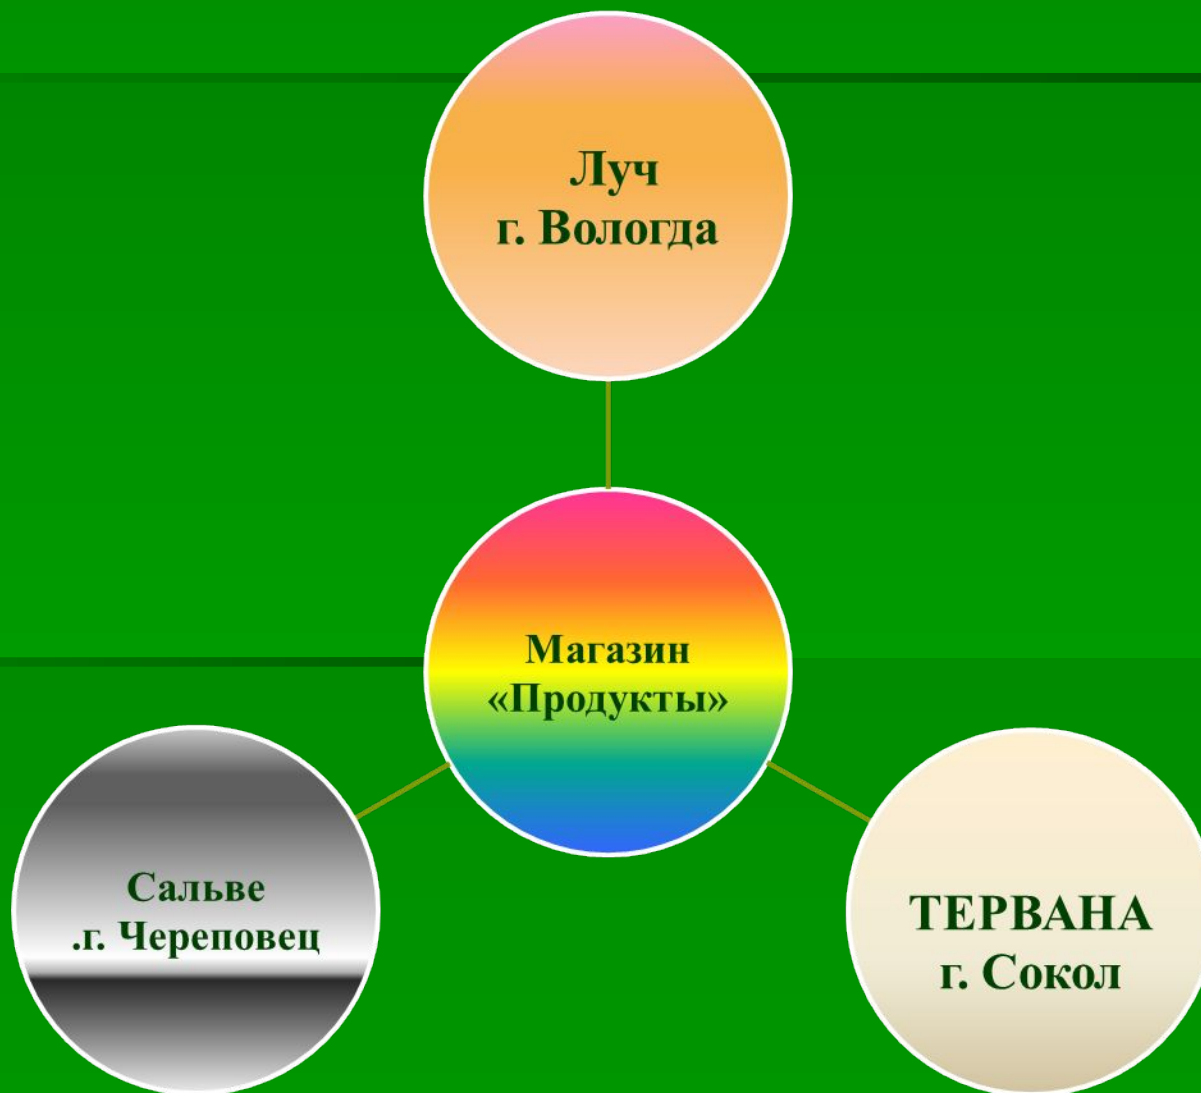 Луч
г. Вологда
Магазин
«Продукты»
Сальве
.г. Череповец
ТЕРВАНА
г. Сокол